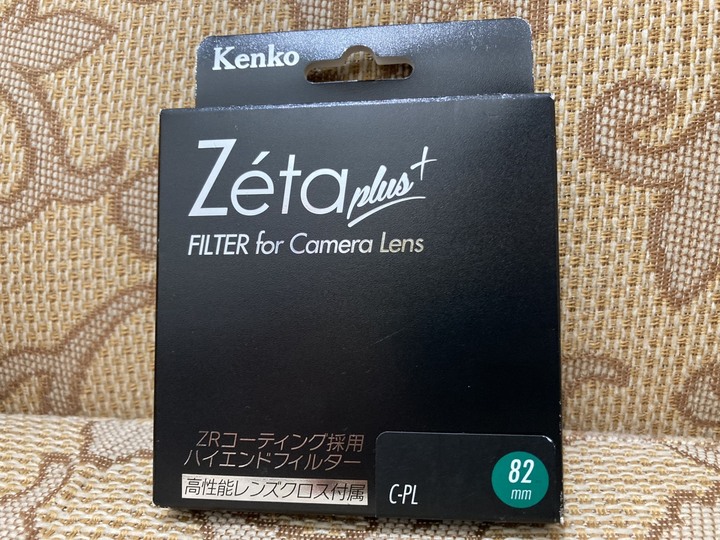 Kenko
Zéta plus+
FILTER for Camera Lens
ZRコーティング採用
ハイエンドフィルター
高性能レンズクロス付属
C-PL
82
mm